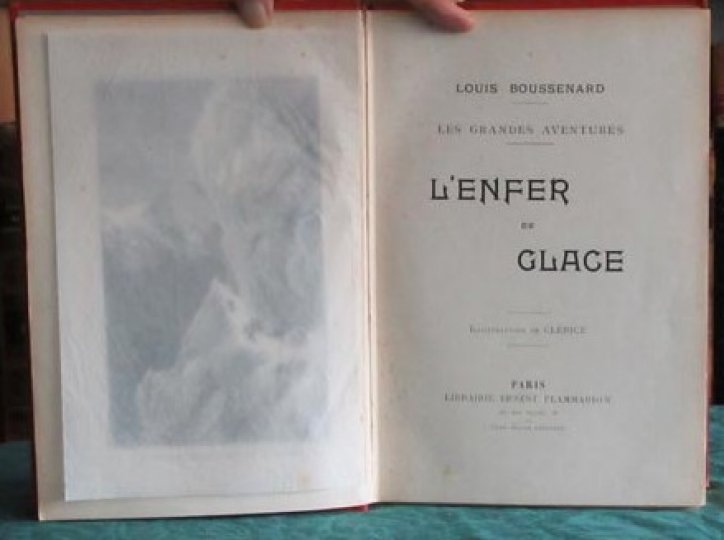 LOUIS BOUSSENARD
LES GRANDES AVENTURES
L'ENFER
DE
GLACE
ILLUSTRATIONS DE CLÉRICE
PARIS
LIBRAIRIE ERNEST FLAMMARION